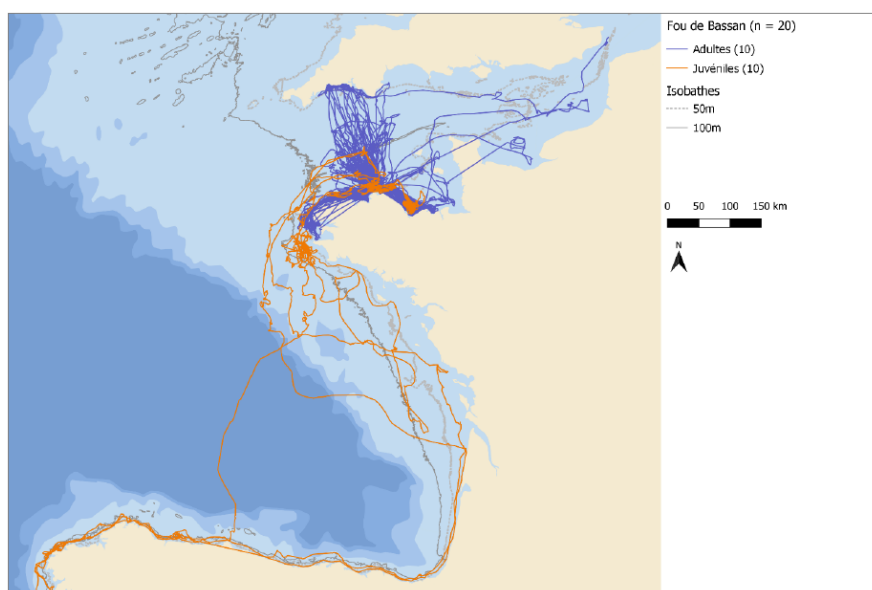 Fou de Bassan (n = 20)
Adultes (10)
Juvéniles (10)
Isobathes
50m
100m
0 50 100 150 km
N